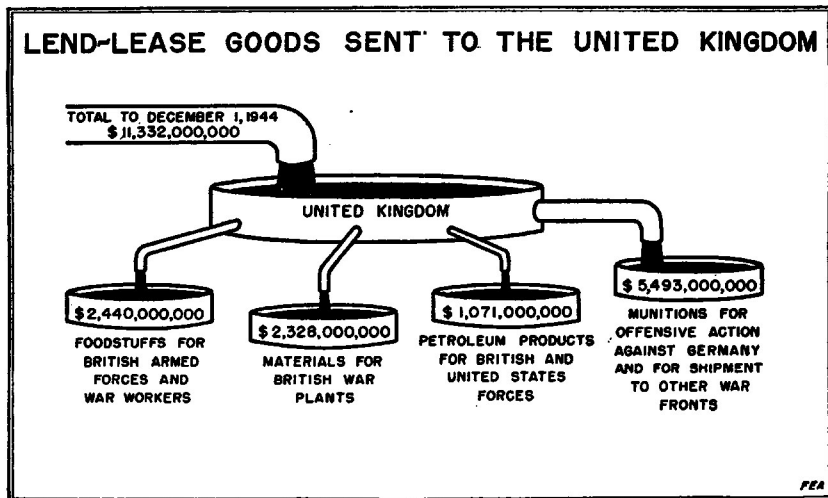 LEND-LEASE GOODS SENT TO THE UNITED KINGDOM
TOTAL TO DECEMBER 1, 1944
$11,332,000,000
UNITED KINGDOM
$2,440,000,000
FOODSTUFFS FOR
BRITISH ARMED
FORCES AND
WAR WORKERS
$2,328,000,000
MATERIALS FOR
BRITISH WAR
PLANTS
$1,071,000,000
PETROLEUM PRODUCTS
FOR BRITISH AND
UNITED STATES
FORCES
$5,493,000,000
MUNITIONS FOR
OFFENSIVE ACTION
AGAINST GERMANY
AND FOR SHIPMENT
TO OTHER WAR
FRONTS
FEA